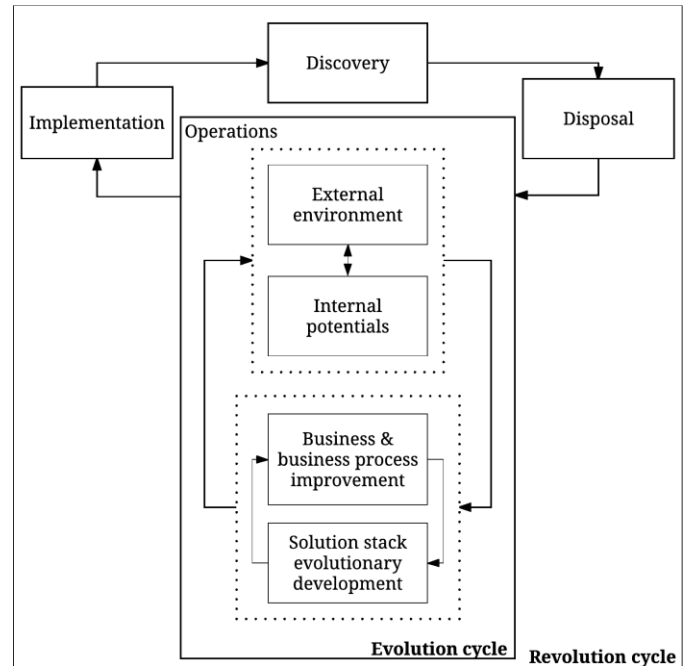 Discovery
Implementation
Disposal
Operations
External
environment
Internal
potentials
Business &
business process
improvement
Solution stack
evolutionary
development
Evolution cycle
Revolution cycle